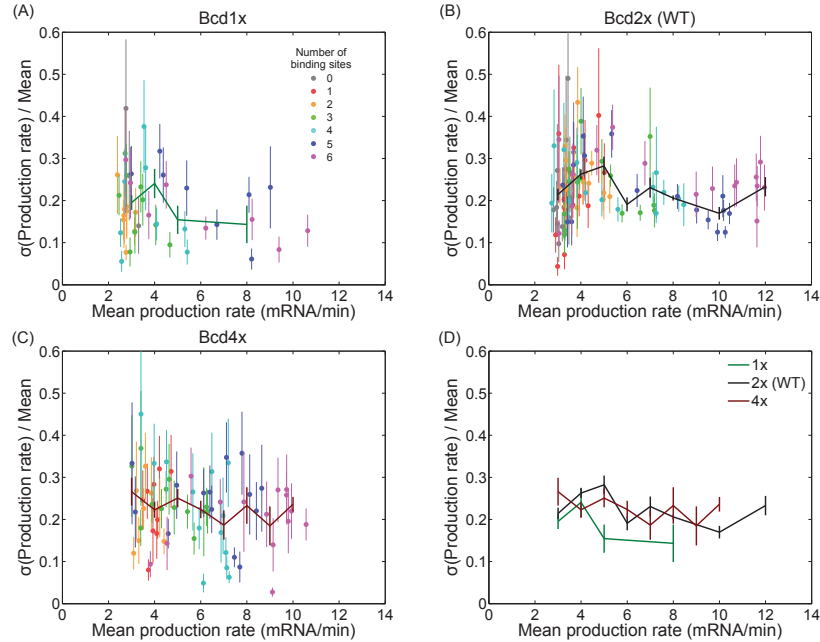 (A)
Bcd1x
σ(Production rate) / Mean
0.6
0.5
0.4
0.3
0.2
0.1
0
Number of
binding sites
0
1
2
3
4
5
6
0 2 4 6 8 10 12 14
Mean production rate (mRNA/min)
(B)
Bcd2x (WT)
σ(Production rate) / Mean
0.6
0.5
0.4
0.3
0.2
0.1
0
0 2 4 6 8 10 12 14
Mean production rate (mRNA/min)
(C)
Bcd4x
σ(Production rate) / Mean
0.6
0.5
0.4
0.3
0.2
0.1
0
0 2 4 6 8 10 12 14
Mean production rate (mRNA/min)
(D)
σ(Production rate) / Mean
0.6
0.5
0.4
0.3
0.2
0.1
0
1x
2x (WT)
4x
0 2 4 6 8 10 12 14
Mean production rate (mRNA/min)